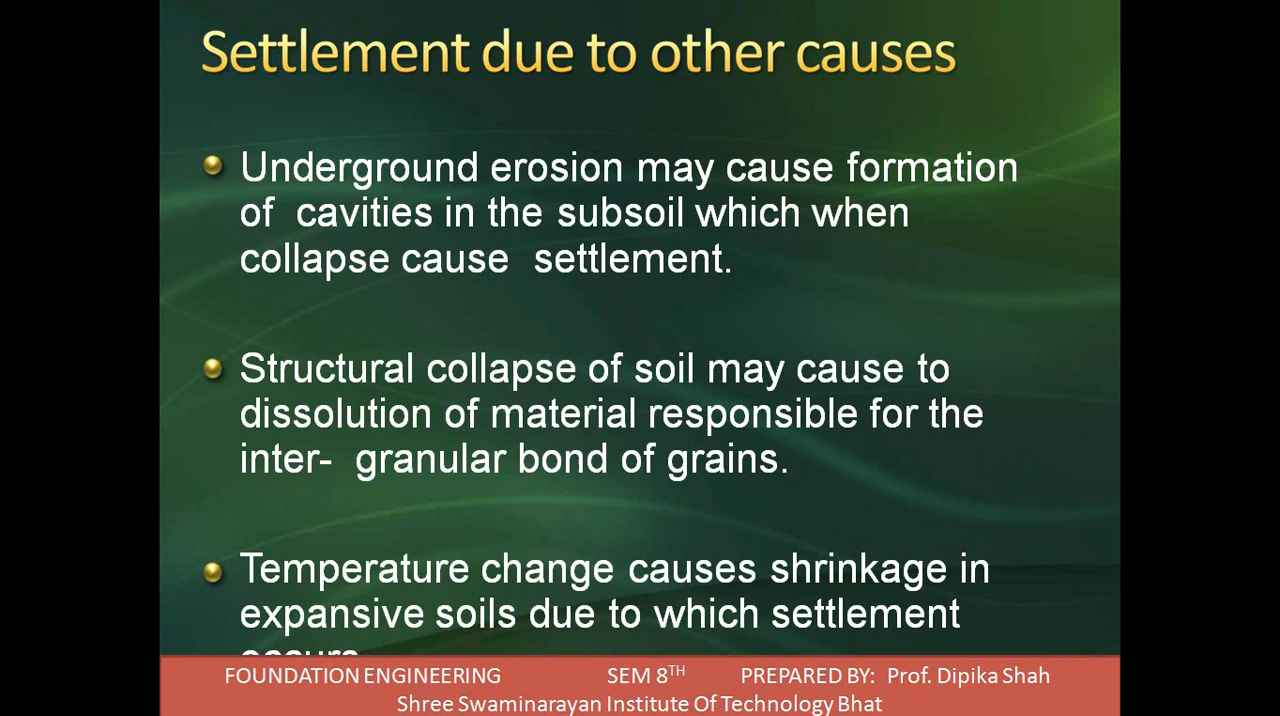 Settlement due to other causes
Underground erosion may cause formation
of cavities in the subsoil which when
collapse cause settlement.
Structural collapse of soil may cause to
dissolution of material responsible for the
inter- granular bond of grains.
Temperature change causes shrinkage in
expansive soils due to which settlement
occurs
FOUNDATION ENGINEERING SEM 8TH PREPARED BY: Prof. Dipika Shah
Shree Swaminarayan Institute Of Technology Bhat